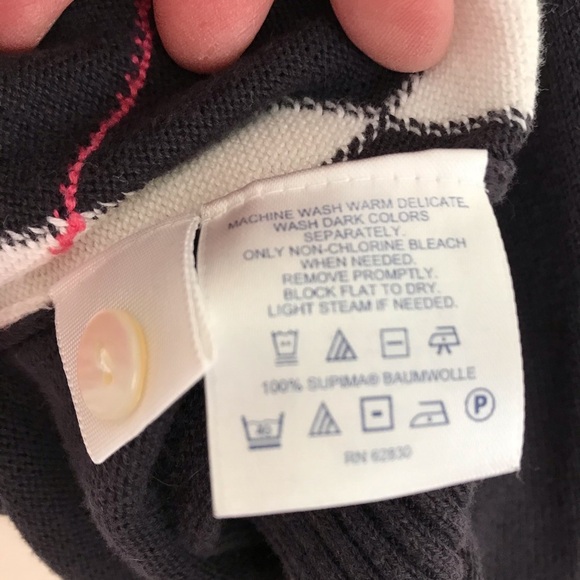 MACHINE WASH WARM DELICATE,
WASH DARK COLORS
SEPARATELY.
ONLY NON-CHLORINE BLEACH
WHEN NEEDED.
REMOVE PROMPTLY.
BLOCK FLAT TO DRY.
LIGHT STEAM IF NEEDED.
100% SUPIMA® BAUMWOLLE
40 P
RN 62830